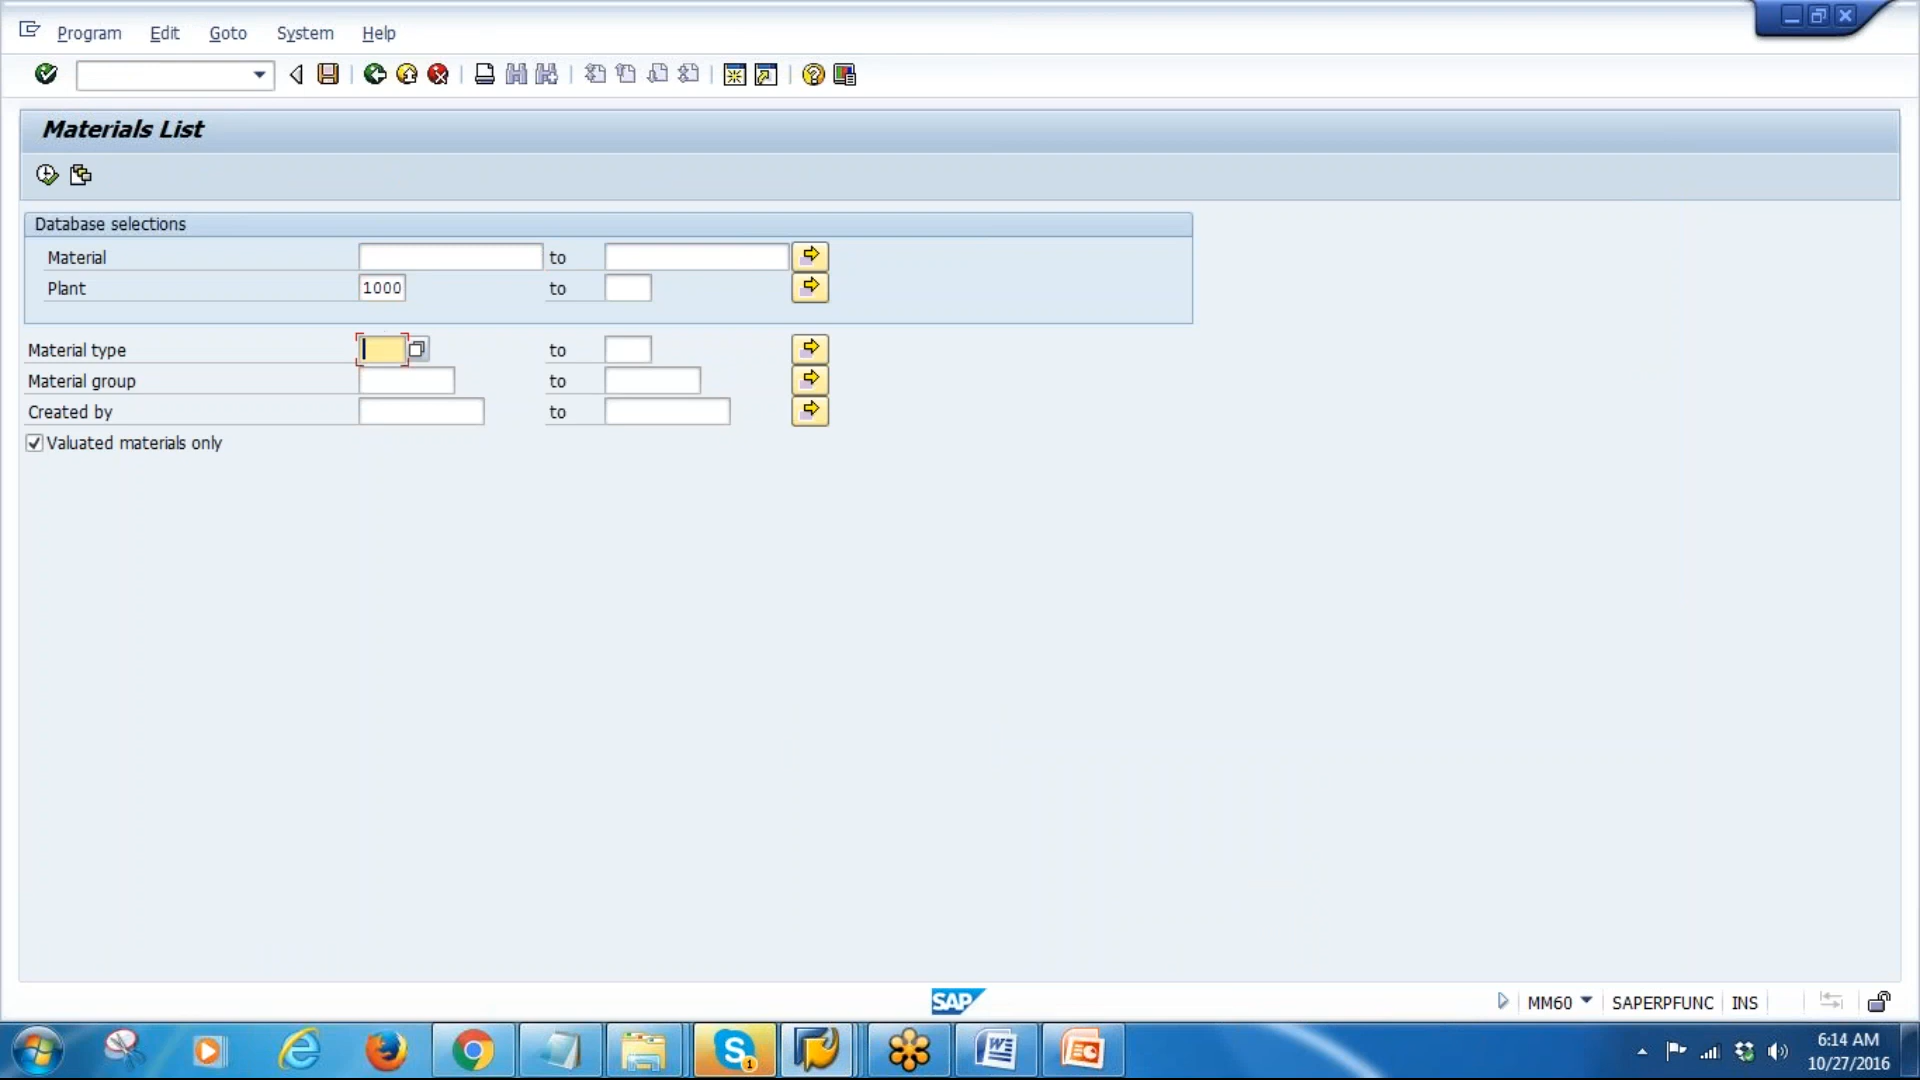 Program Edit Goto System Help
Materials List
Database selections
Material to
Plant 1000 to
Material type to
Material group to
Created by to
Valuated materials only
SAP MM60 SAPERPFUNC INS
6:14 AM
10/27/2016